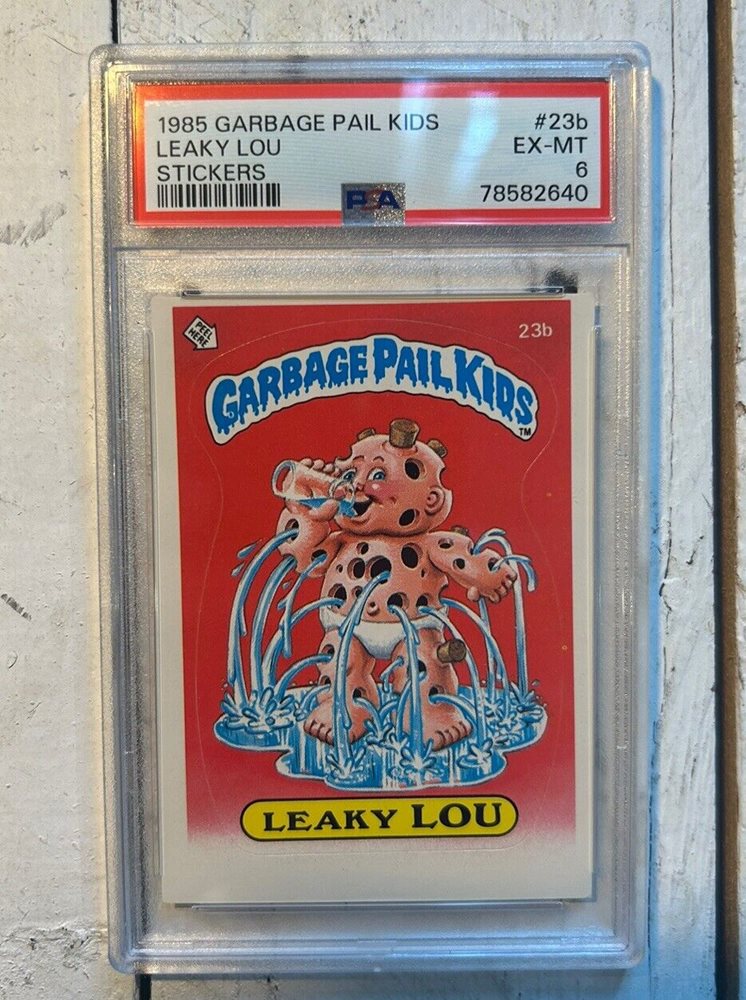 1985 GARBAGE PAIL KIDS #23b
LEAKY LOU EX-MT
STICKERS 6
PSA 78582640
PEEL HERE
23b
GARBAGE PAIL KIDS
TM
LEAKY LOU